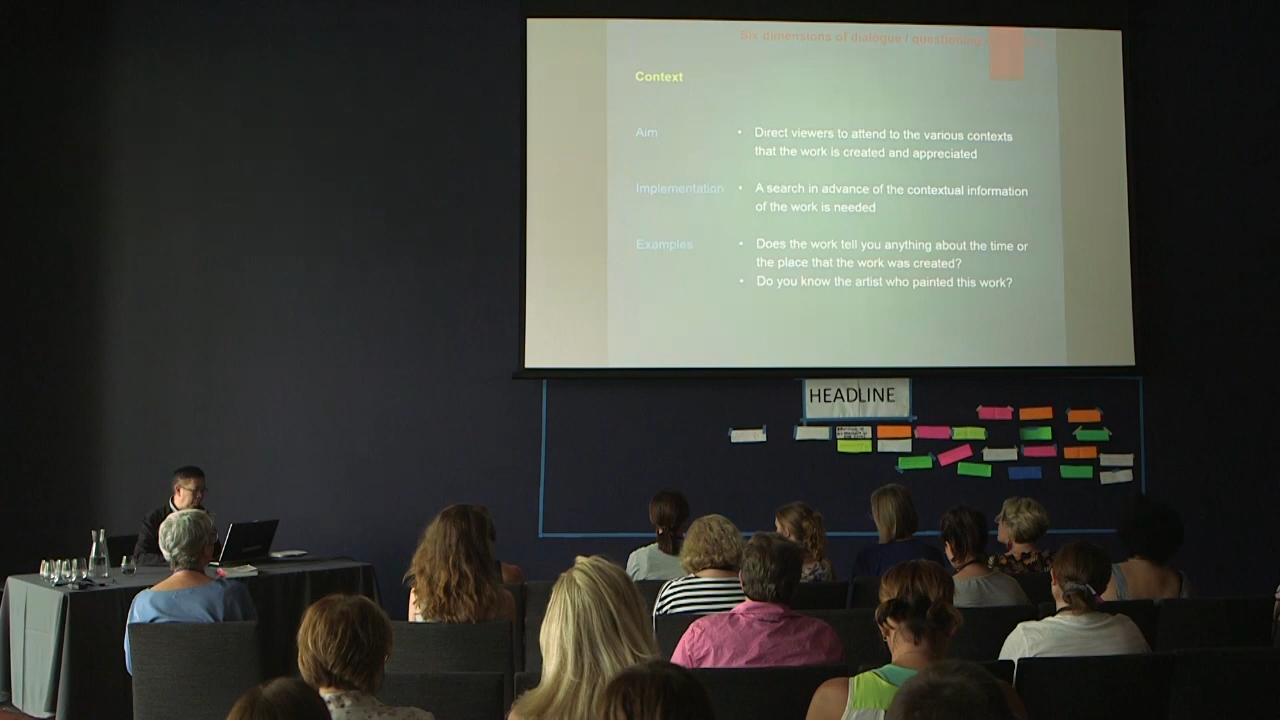 Six dimensions of dialogue / questioning
Context
Aim
• Direct viewers to attend to the various contexts
that the work is created and appreciated
Implementation
• A search in advance of the contextual information
of the work is needed
Examples
• Does the work tell you anything about the time or
the place that the work was created?
• Do you know the artist who painted this work?
HEADLINE